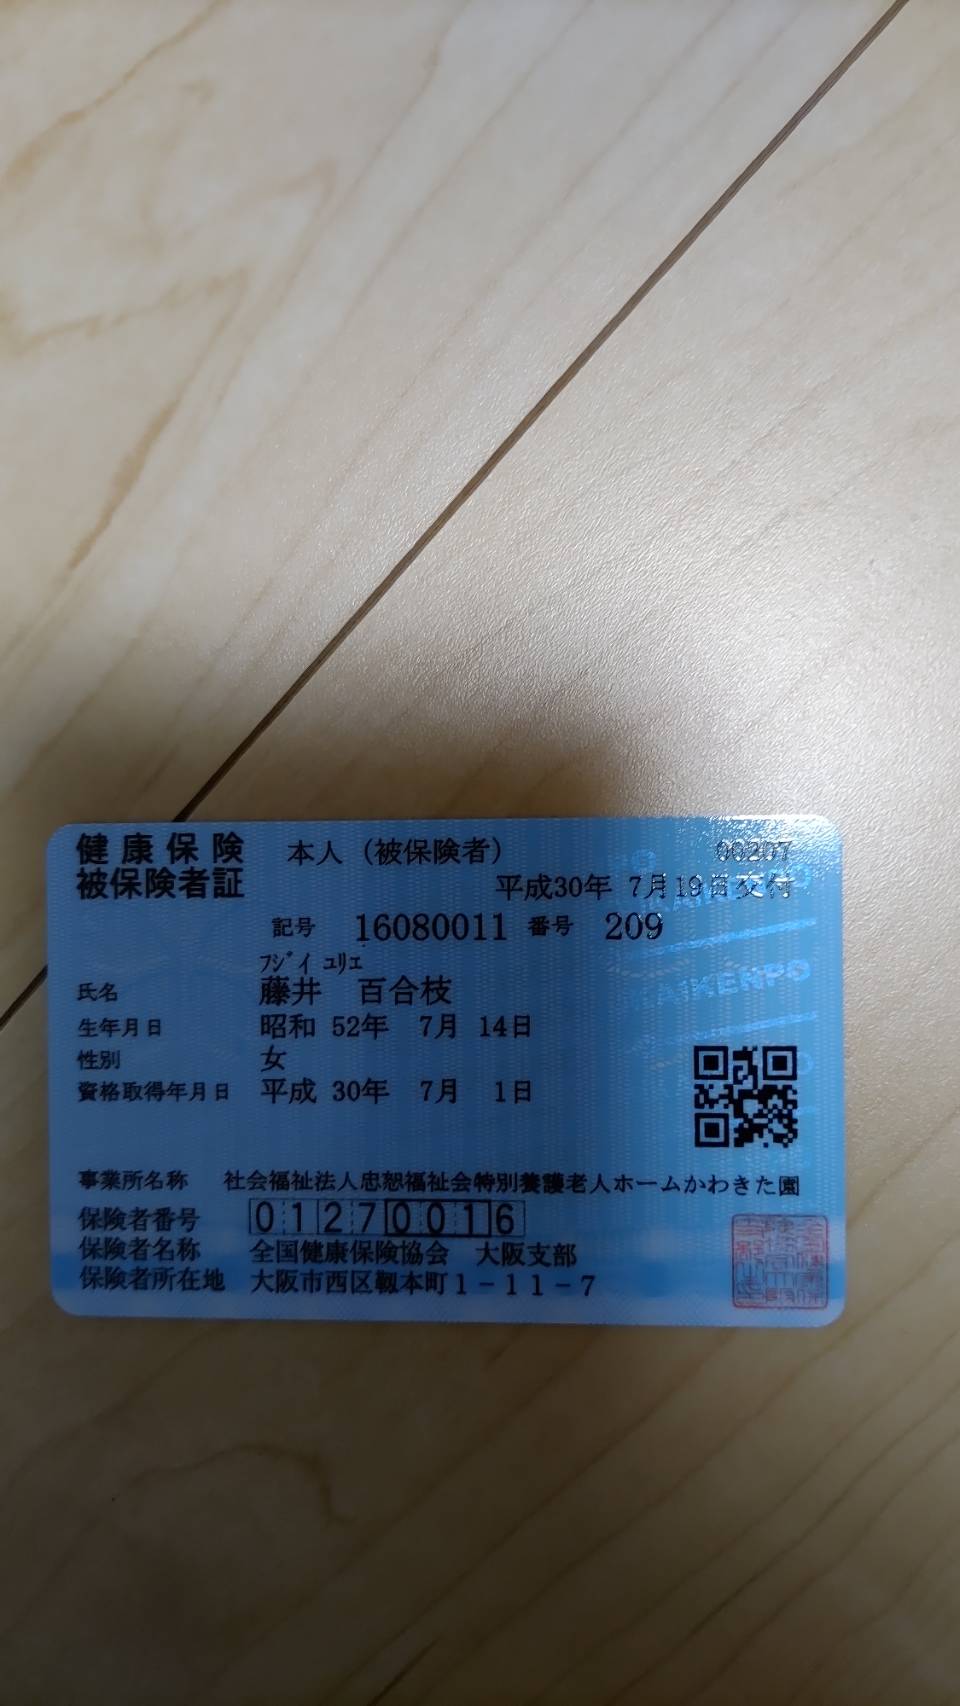 健康保険 本人（被保険者） 00207
被保険者証 平成30年 7月19日交付
記号 16080011 番号 209
ﾌｼﾞｲ ﾕﾘｴ
氏名 藤井 百合枝
生年月日 昭和 52年 7月 14日
性別 女
資格取得年月日 平成 30年 7月 1日
事業所名称 社会福祉法人忠恕福祉会特別養護老人ホームかわきた園
保険者番号 01270016
保険者名称 全国健康保険協会 大阪支部
保険者所在地 大阪市西区靱本町1-11-7
KAIKENPO